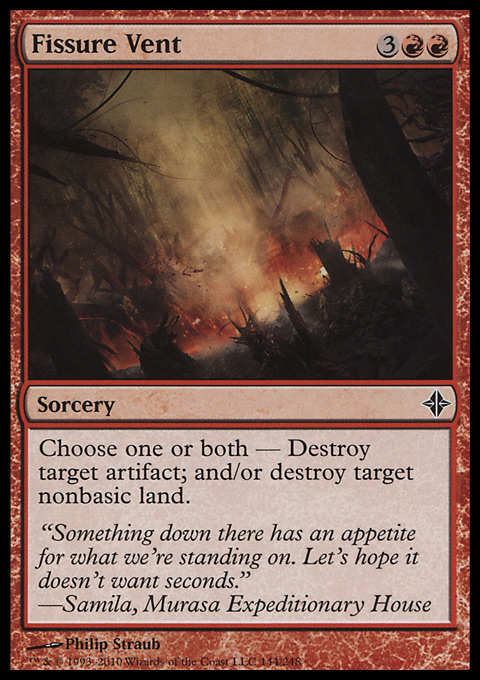 Fissure Vent 3
Sorcery
Choose one or both — Destroy
target artifact; and/or destroy target
nonbasic land.
“Something down there has an appetite
for what we’re standing on. Let’s hope it
doesn’t want seconds.”
—Samila, Murasa Expeditionary House
Philip Straub
™ & © 1993–2010 Wizards of the Coast LLC 141/248